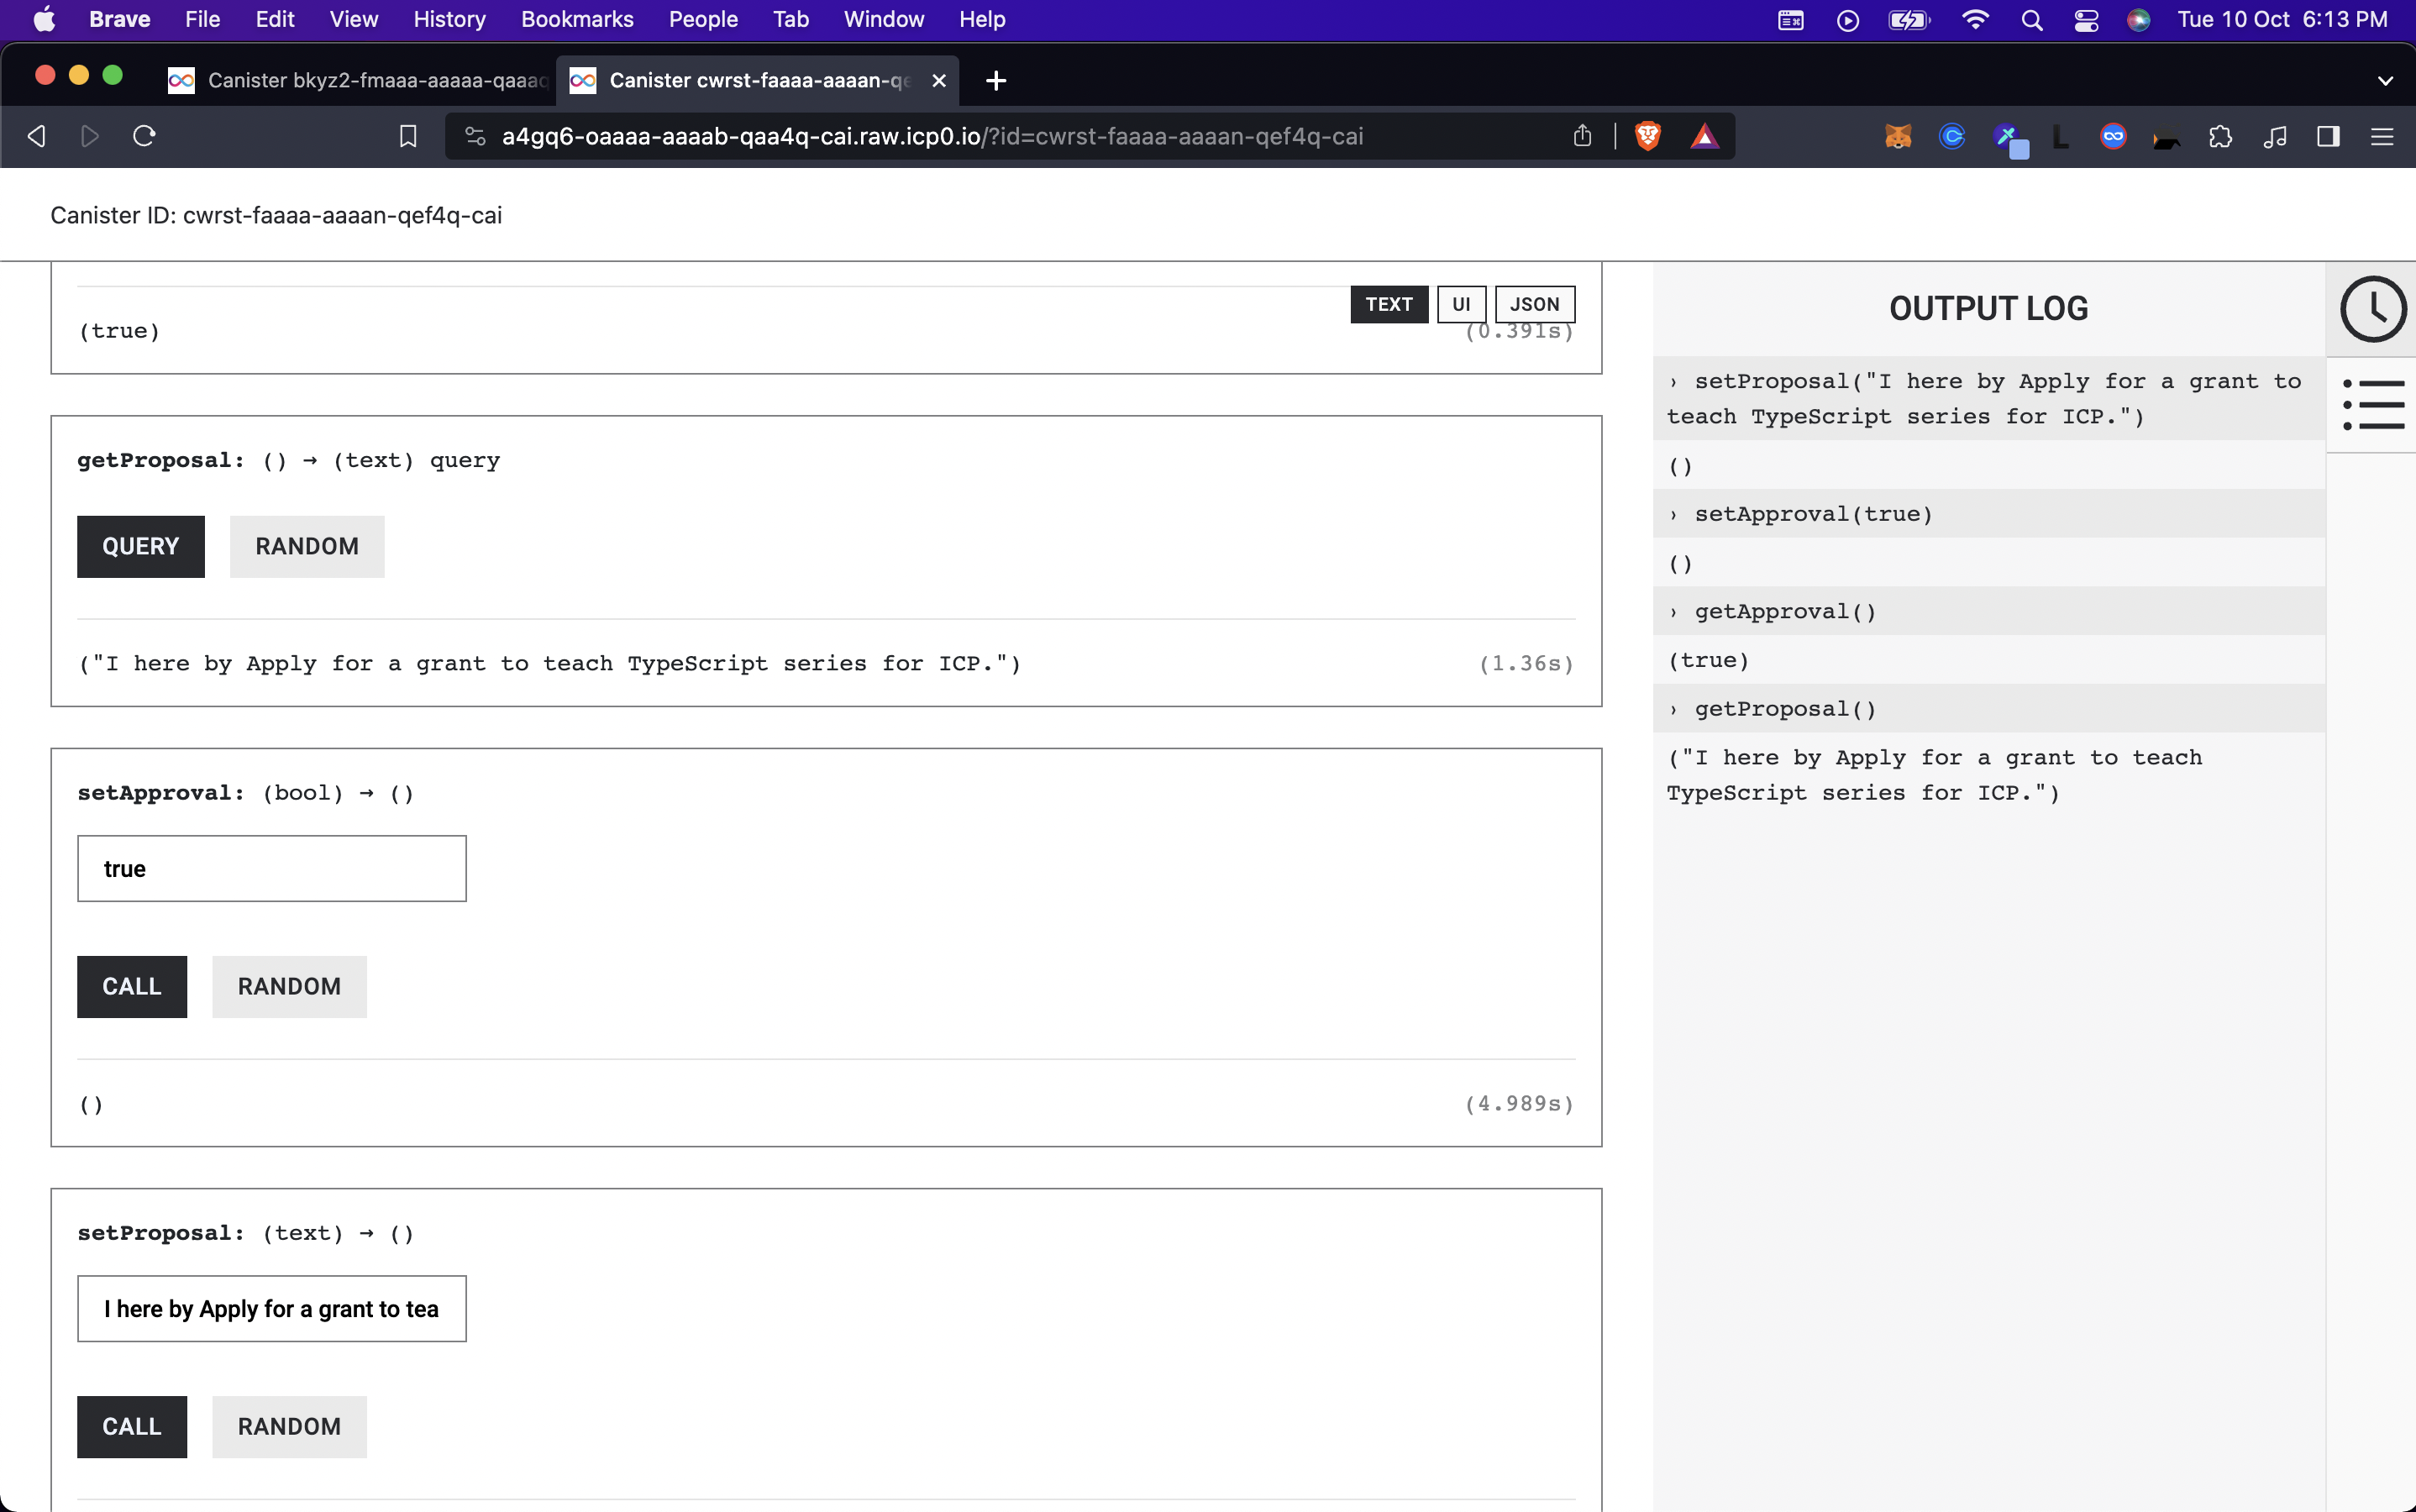 Brave File Edit View History Bookmarks People Tab Window Help Tue 10 Oct 6:13 PM
Canister bkyz2-fmaaa-aaaaa-qaaaq
Canister cwrst-faaaa-aaaan-qe
a4gq6-oaaaa-aaaab-qaa4q-cai.raw.icp0.io/?id=cwrst-faaaa-aaaan-qef4q-cai
Canister ID: cwrst-faaaa-aaaan-qef4q-cai
TEXT UI JSON
(true) (0.391s)
getProposal: () → (text) query
QUERY RANDOM
("I here by Apply for a grant to teach TypeScript series for ICP.") (1.36s)
setApproval: (bool) → ()
true
CALL RANDOM
() (4.989s)
setProposal: (text) → ()
I here by Apply for a grant to tea
CALL RANDOM
OUTPUT LOG
› setProposal("I here by Apply for a grant to
teach TypeScript series for ICP.")
()
› setApproval(true)
()
› getApproval()
(true)
› getProposal()
("I here by Apply for a grant to teach
TypeScript series for ICP.")